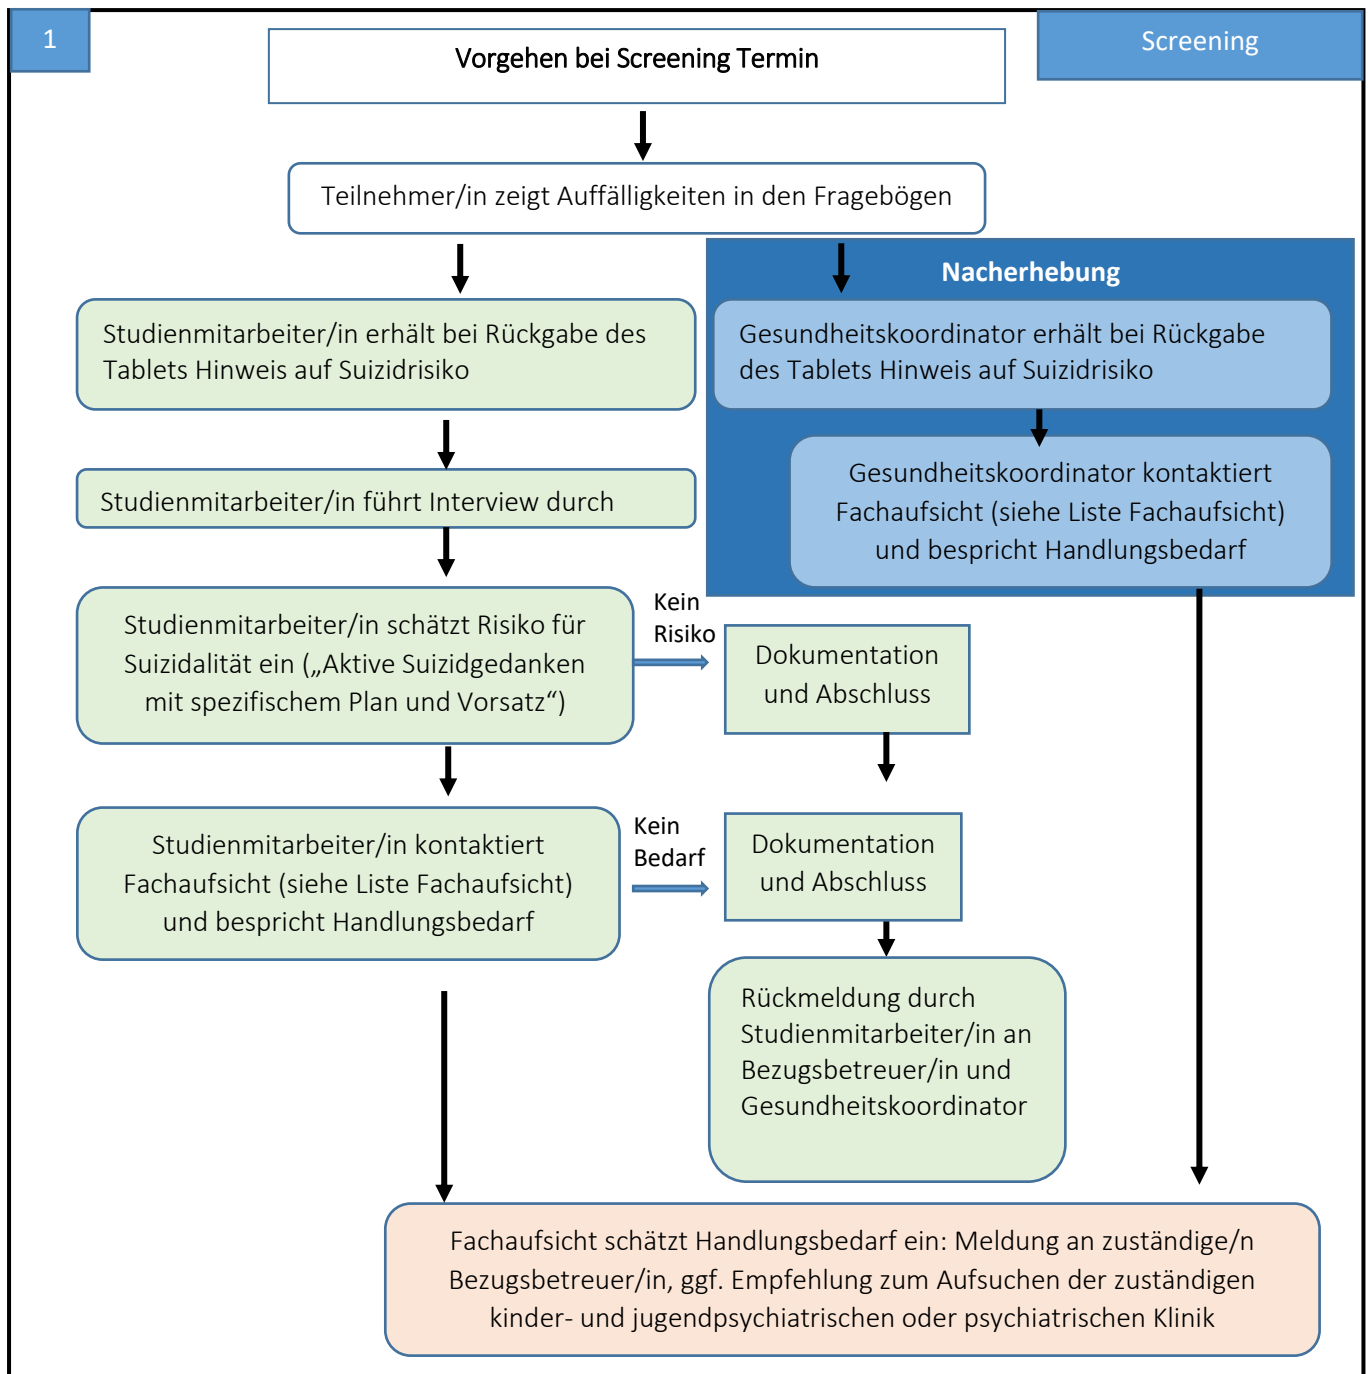 1
Vorgehen bei Screening Termin
Screening
Teilnehmer/in zeigt Auffälligkeiten in den Fragebögen
Nacherhebung
Studienmitarbeiter/in erhält bei Rückgabe des
Tablets Hinweis auf Suizidrisiko
Gesundheitskoordinator erhält bei Rückgabe
des Tablets Hinweis auf Suizidrisiko
Studienmitarbeiter/in führt Interview durch
Gesundheitskoordinator kontaktiert
Fachaufsicht (siehe Liste Fachaufsicht)
und bespricht Handlungsbedarf
Studienmitarbeiter/in schätzt Risiko für
Suizidalität ein („Aktive Suizidgedanken
mit spezifischem Plan und Vorsatz“)
Kein
Risiko
Dokumentation
und Abschluss
Studienmitarbeiter/in kontaktiert
Fachaufsicht (siehe Liste Fachaufsicht)
und bespricht Handlungsbedarf
Kein
Bedarf
Dokumentation
und Abschluss
Rückmeldung durch
Studienmitarbeiter/in an
Bezugsbetreuer/in und
Gesundheitskoordinator
Fachaufsicht schätzt Handlungsbedarf ein: Meldung an zuständige/n
Bezugsbetreuer/in, ggf. Empfehlung zum Aufsuchen der zuständigen
kinder- und jugendpsychiatrischen oder psychiatrischen Klinik